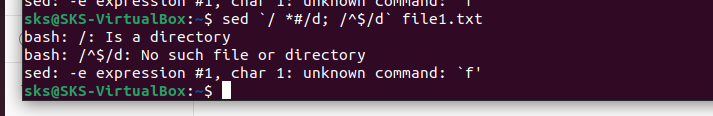 sed: -e expression #1, char 1: unknown command: `f'
sks@SKS-VirtualBox:~$ sed `/ *#/d; /^$/d` file1.txt
bash: /: Is a directory
bash: /^$/d: No such file or directory
sed: -e expression #1, char 1: unknown command: `f'
sks@SKS-VirtualBox:~$